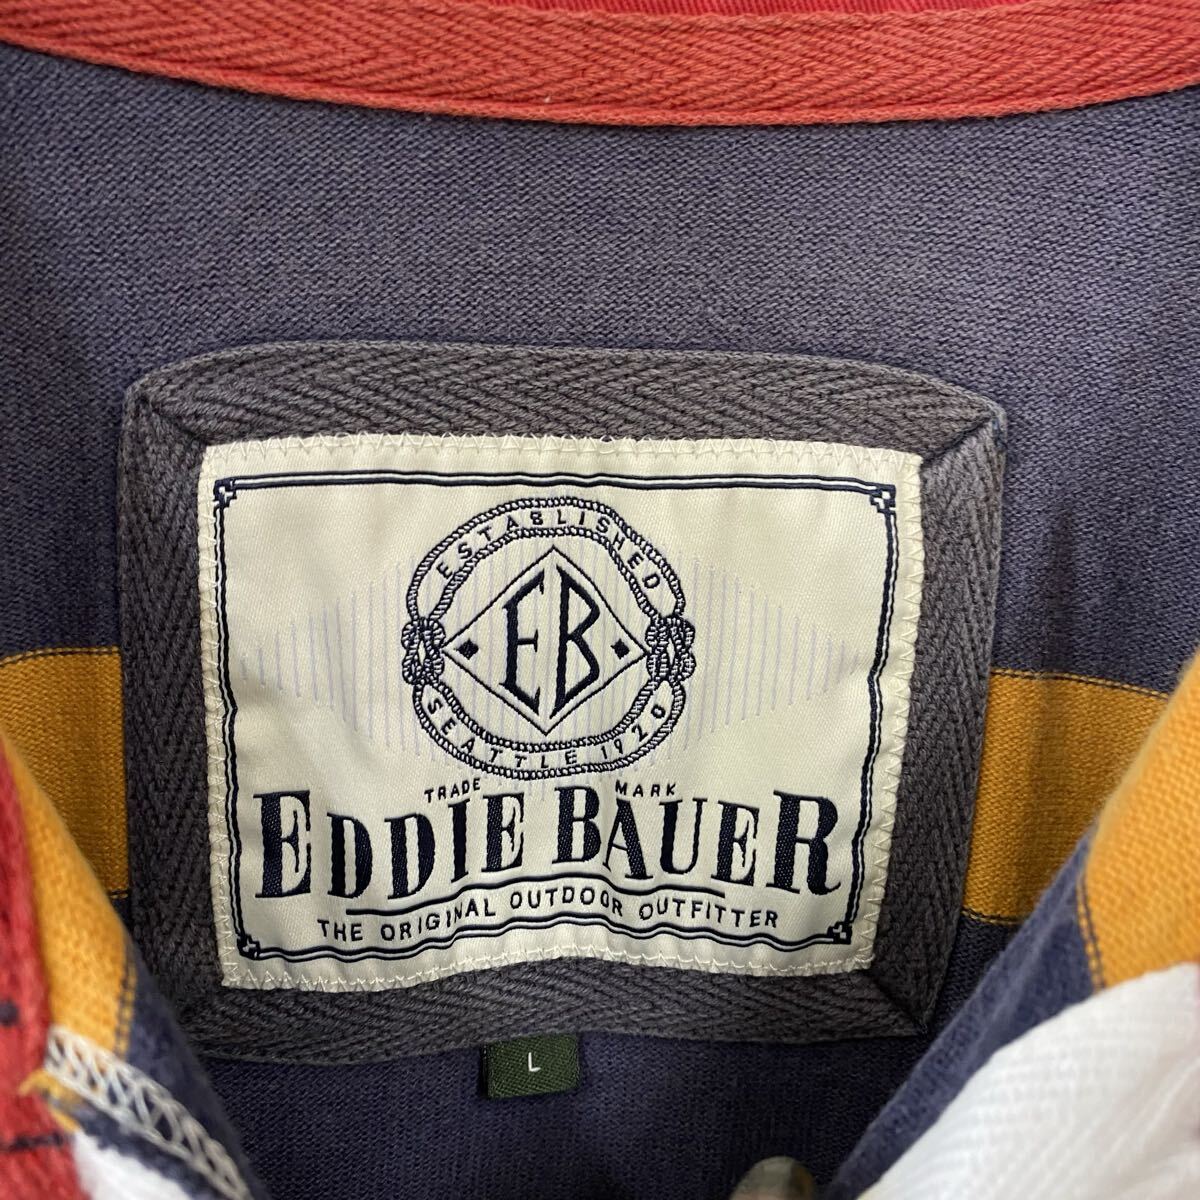 ESTABLISHED
EB
SEATTLE 1920
TRADE MARK
EDDIE BAUER
THE ORIGINAL OUTDOOR OUTFITTER
L